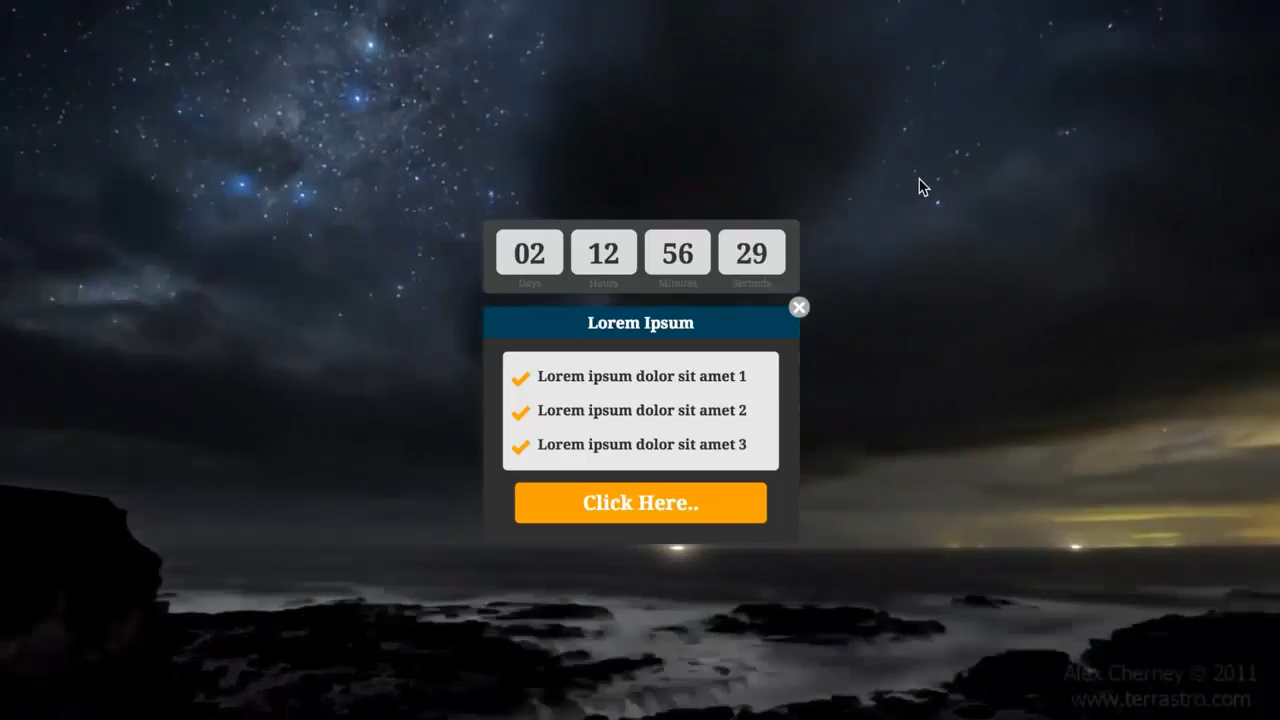 02 12 56 29
Days Hours Minutes Seconds
Lorem Ipsum
Lorem ipsum dolor sit amet 1
Lorem ipsum dolor sit amet 2
Lorem ipsum dolor sit amet 3
Click Here..
Alex Cherney © 2011
www.terrastro.com